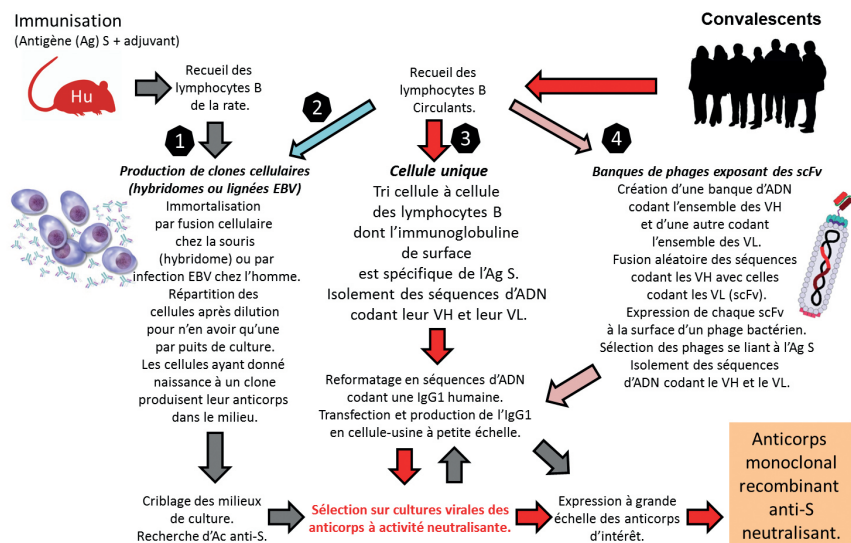 Immunisation
(Antigène (Ag) S + adjuvant)
Hu
Recueil des
lymphocytes B
de la rate.
Recueil des
lymphocytes B
Circulants.
Convalescents
1
2
3
4
Production de clones cellulaires
(hybridomes ou lignées EBV)
Immortalisation
par fusion cellulaire
chez la souris
(hybridome) ou par
infection EBV chez l'homme.
Répartition des
cellules après dilution
pour n'en avoir qu'une
par puits de culture.
Les cellules ayant donné
naissance à un clone
produisent leur anticorps
dans le milieu.
Cellule unique
Tri cellule à cellule
des lymphocytes B
dont l'immunoglobuline
de surface
est spécifique de l'Ag S.
Isolement des séquences d'ADN
codant leur VH et leur VL.
Banques de phages exposant des scFv
Création d'une banque d'ADN
codant l'ensemble des VH
et d'une autre codant
l'ensemble des VL.
Fusion aléatoire des séquences
codant les VH avec celles
codant les VL (scFv).
Expression de chaque scFv
à la surface d'un phage bactérien.
Sélection des phages se liant à l'Ag S
Isolement des séquences
d'ADN codant le VH et le VL.
Reformatage en séquences d'ADN
codant une IgG1 humaine.
Transfection et production de l'IgG1
en cellule-usine à petite échelle.
Criblage des milieux
de culture.
Recherche d'Ac anti-S.
Sélection sur cultures virales des
anticorps à activité neutralisante.
Expression à grande
échelle des anticorps
d'intérêt.
Anticorps
monoclonal
recombinant
anti-S
neutralisant.